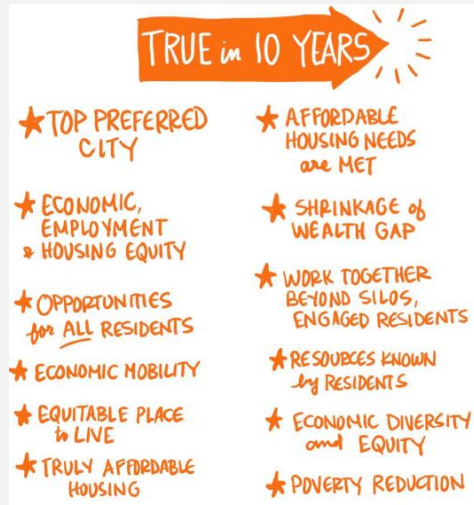 TRUE in 10 YEARS
★ TOP PREFERRED
CITY
★ ECONOMIC,
EMPLOYMENT
& HOUSING EQUITY
★ OPPORTUNITIES
for ALL RESIDENTS
★ ECONOMIC MOBILITY
★ EQUITABLE PLACE
to LIVE
★ TRULY AFFORDABLE
HOUSING
★ AFFORDABLE
HOUSING NEEDS
are MET
★ SHRINKAGE of
WEALTH GAP
★ WORK TOGETHER
BEYOND SILOS,
ENGAGED RESIDENTS
★ RESOURCES KNOWN
by RESIDENTS
★ ECONOMIC DIVERSITY
and EQUITY
★ POVERTY REDUCTION